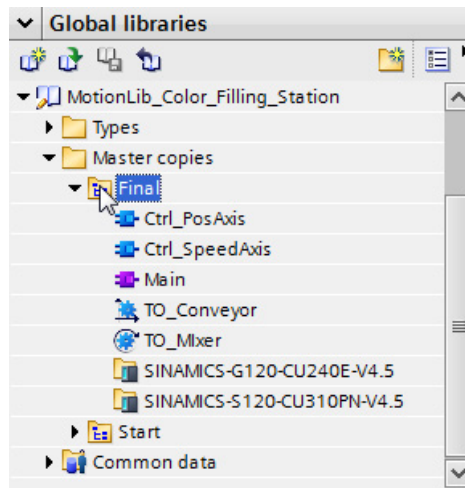 Global libraries
MotionLib_Color_Filling_Station
Types
Master copies
Final
Ctrl_PosAxis
Ctrl_SpeedAxis
Main
TO_Conveyor
TO_MIxer
SINAMICS-G120-CU240E-V4.5
SINAMICS-S120-CU310PN-V4.5
Start
Common data